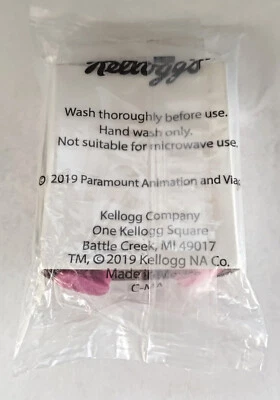 Kellogg's
Wash thoroughly before use.
Hand wash only.
Not suitable for microwave use.
© 2019 Paramount Animation and Via
Kellogg Company
One Kellogg Square
Battle Creek, MI 49017
TM, © 2019 Kellogg NA Co.
Made in